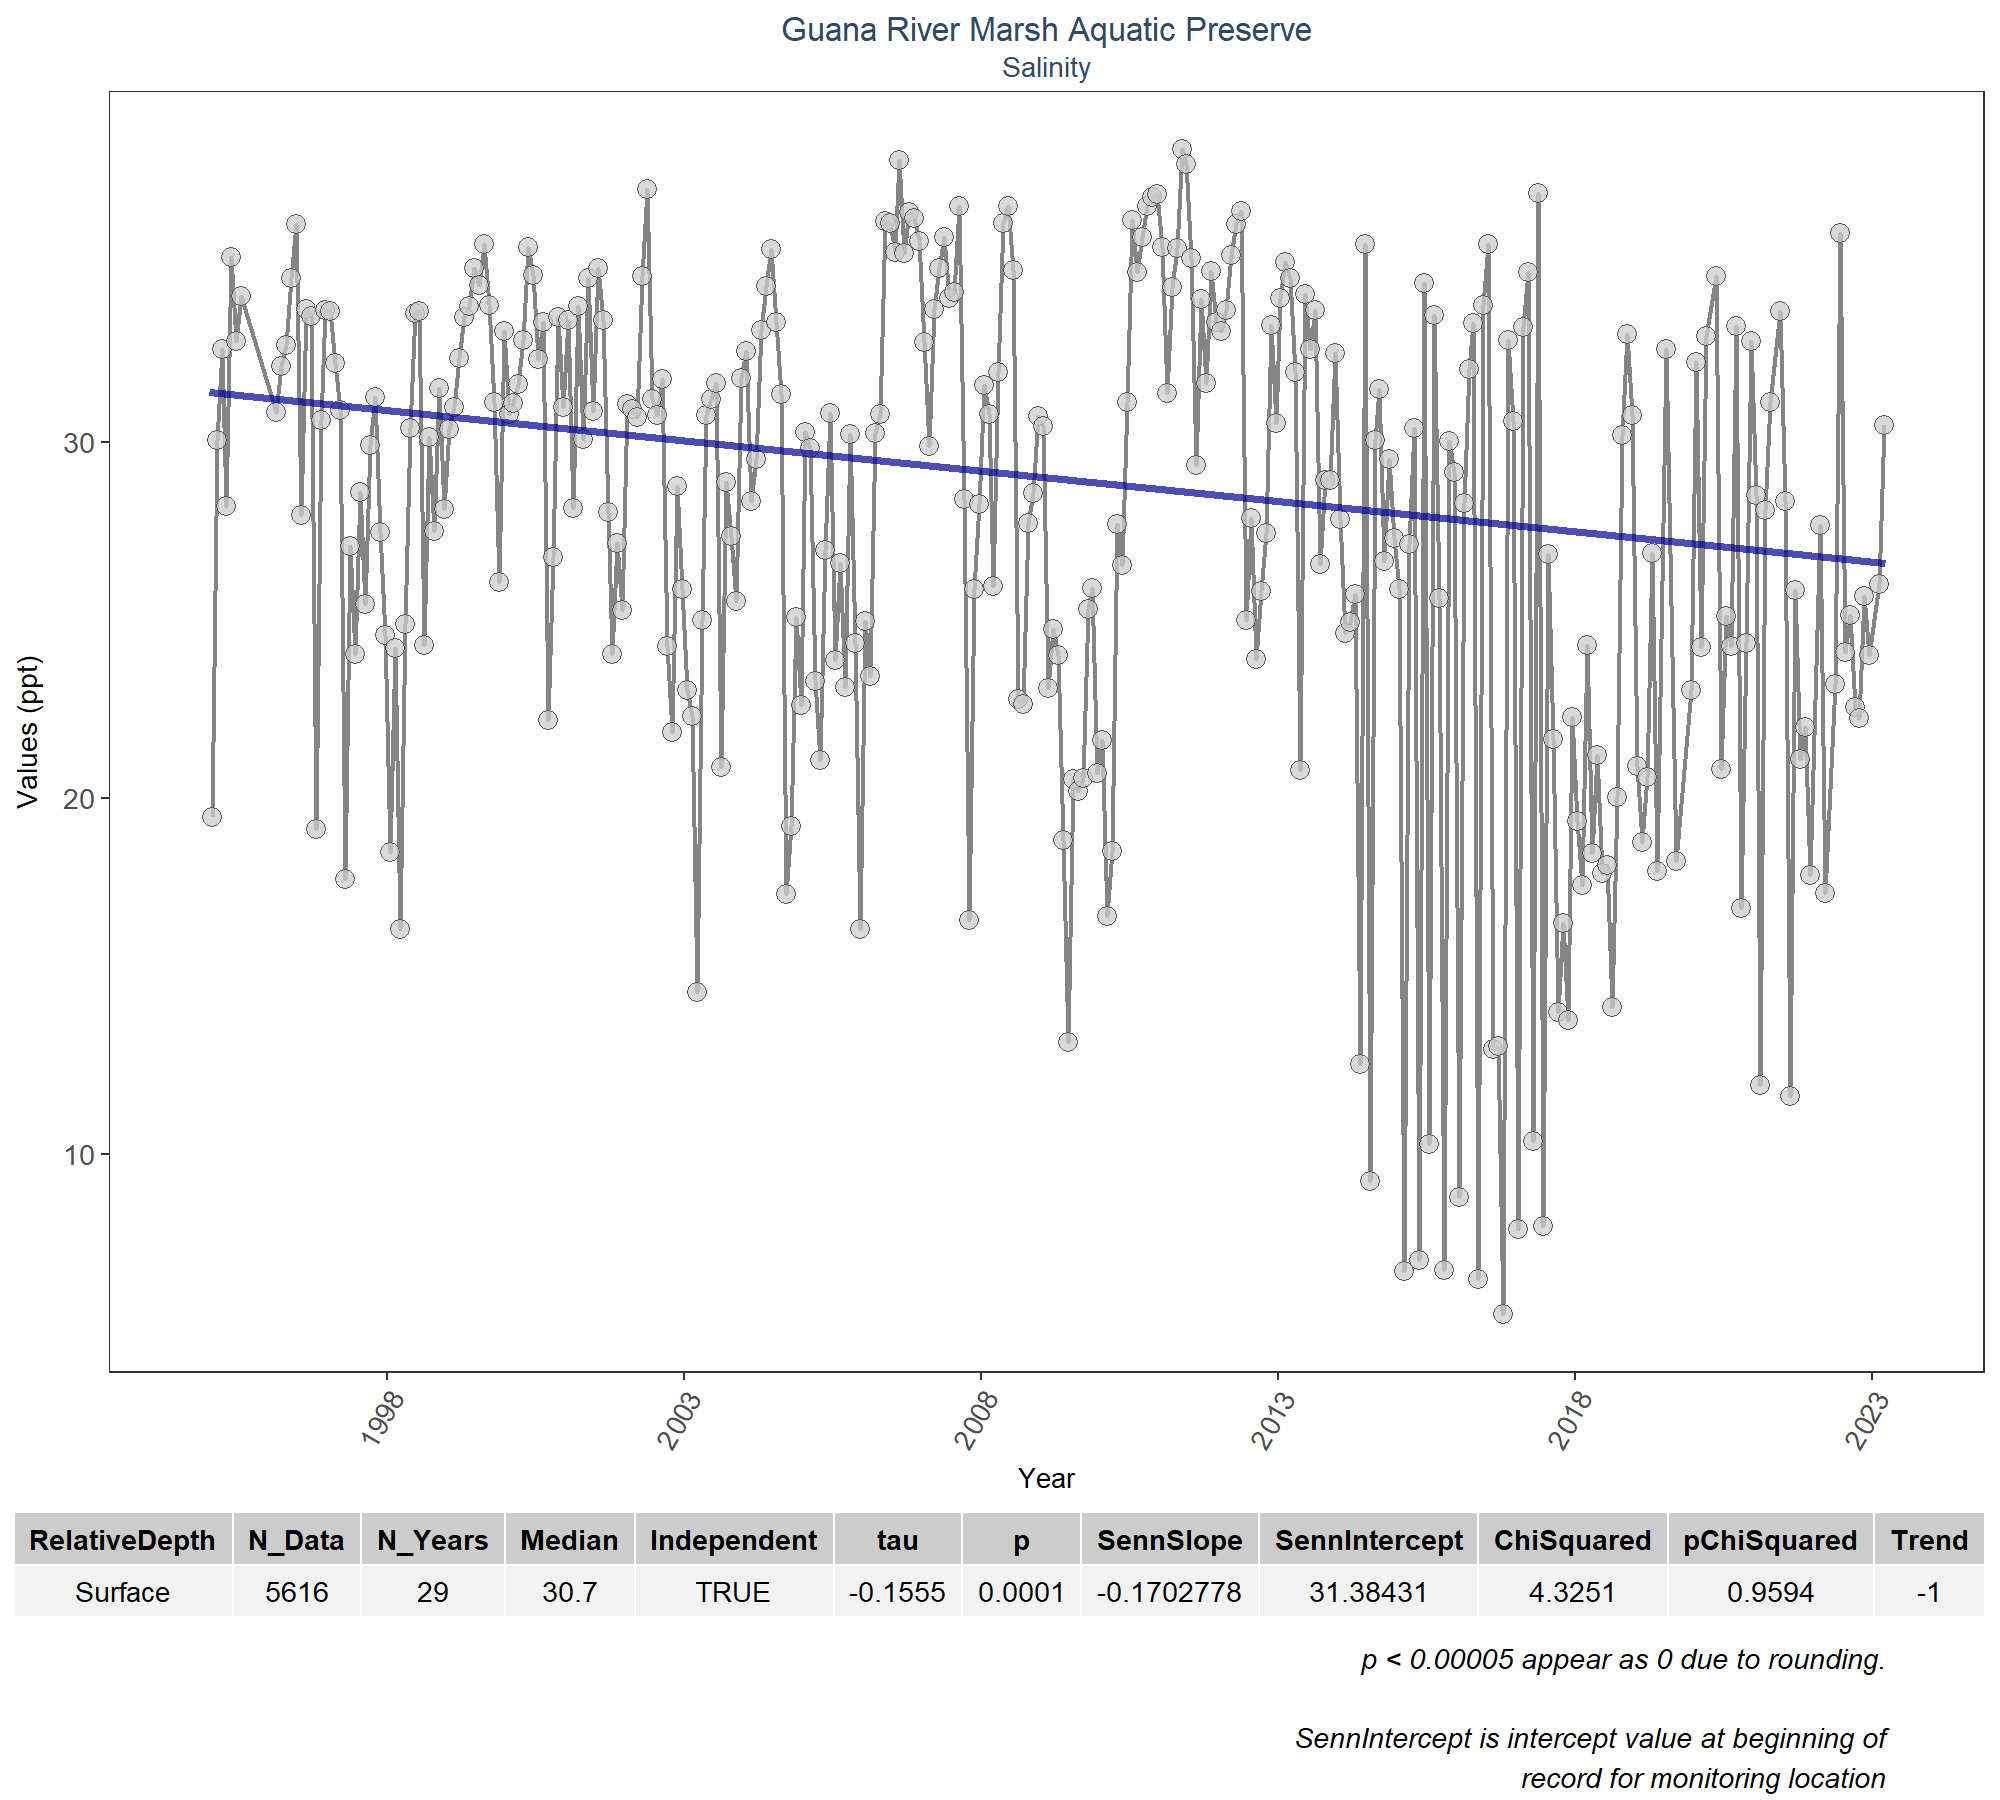 Guana River Marsh Aquatic Preserve
Salinity
Values (ppt)
30
20
10
1998 2003 2008 2013 2018 2023
Year
RelativeDepth N_Data N_Years Median Independent tau p SennSlope SennIntercept ChiSquared pChiSquared Trend
Surface 5616 29 30.7 TRUE -0.1555 0.0001 -0.1702778 31.38431 4.3251 0.9594 -1
p < 0.00005 appear as 0 due to rounding.
SennIntercept is intercept value at beginning of
record for monitoring location